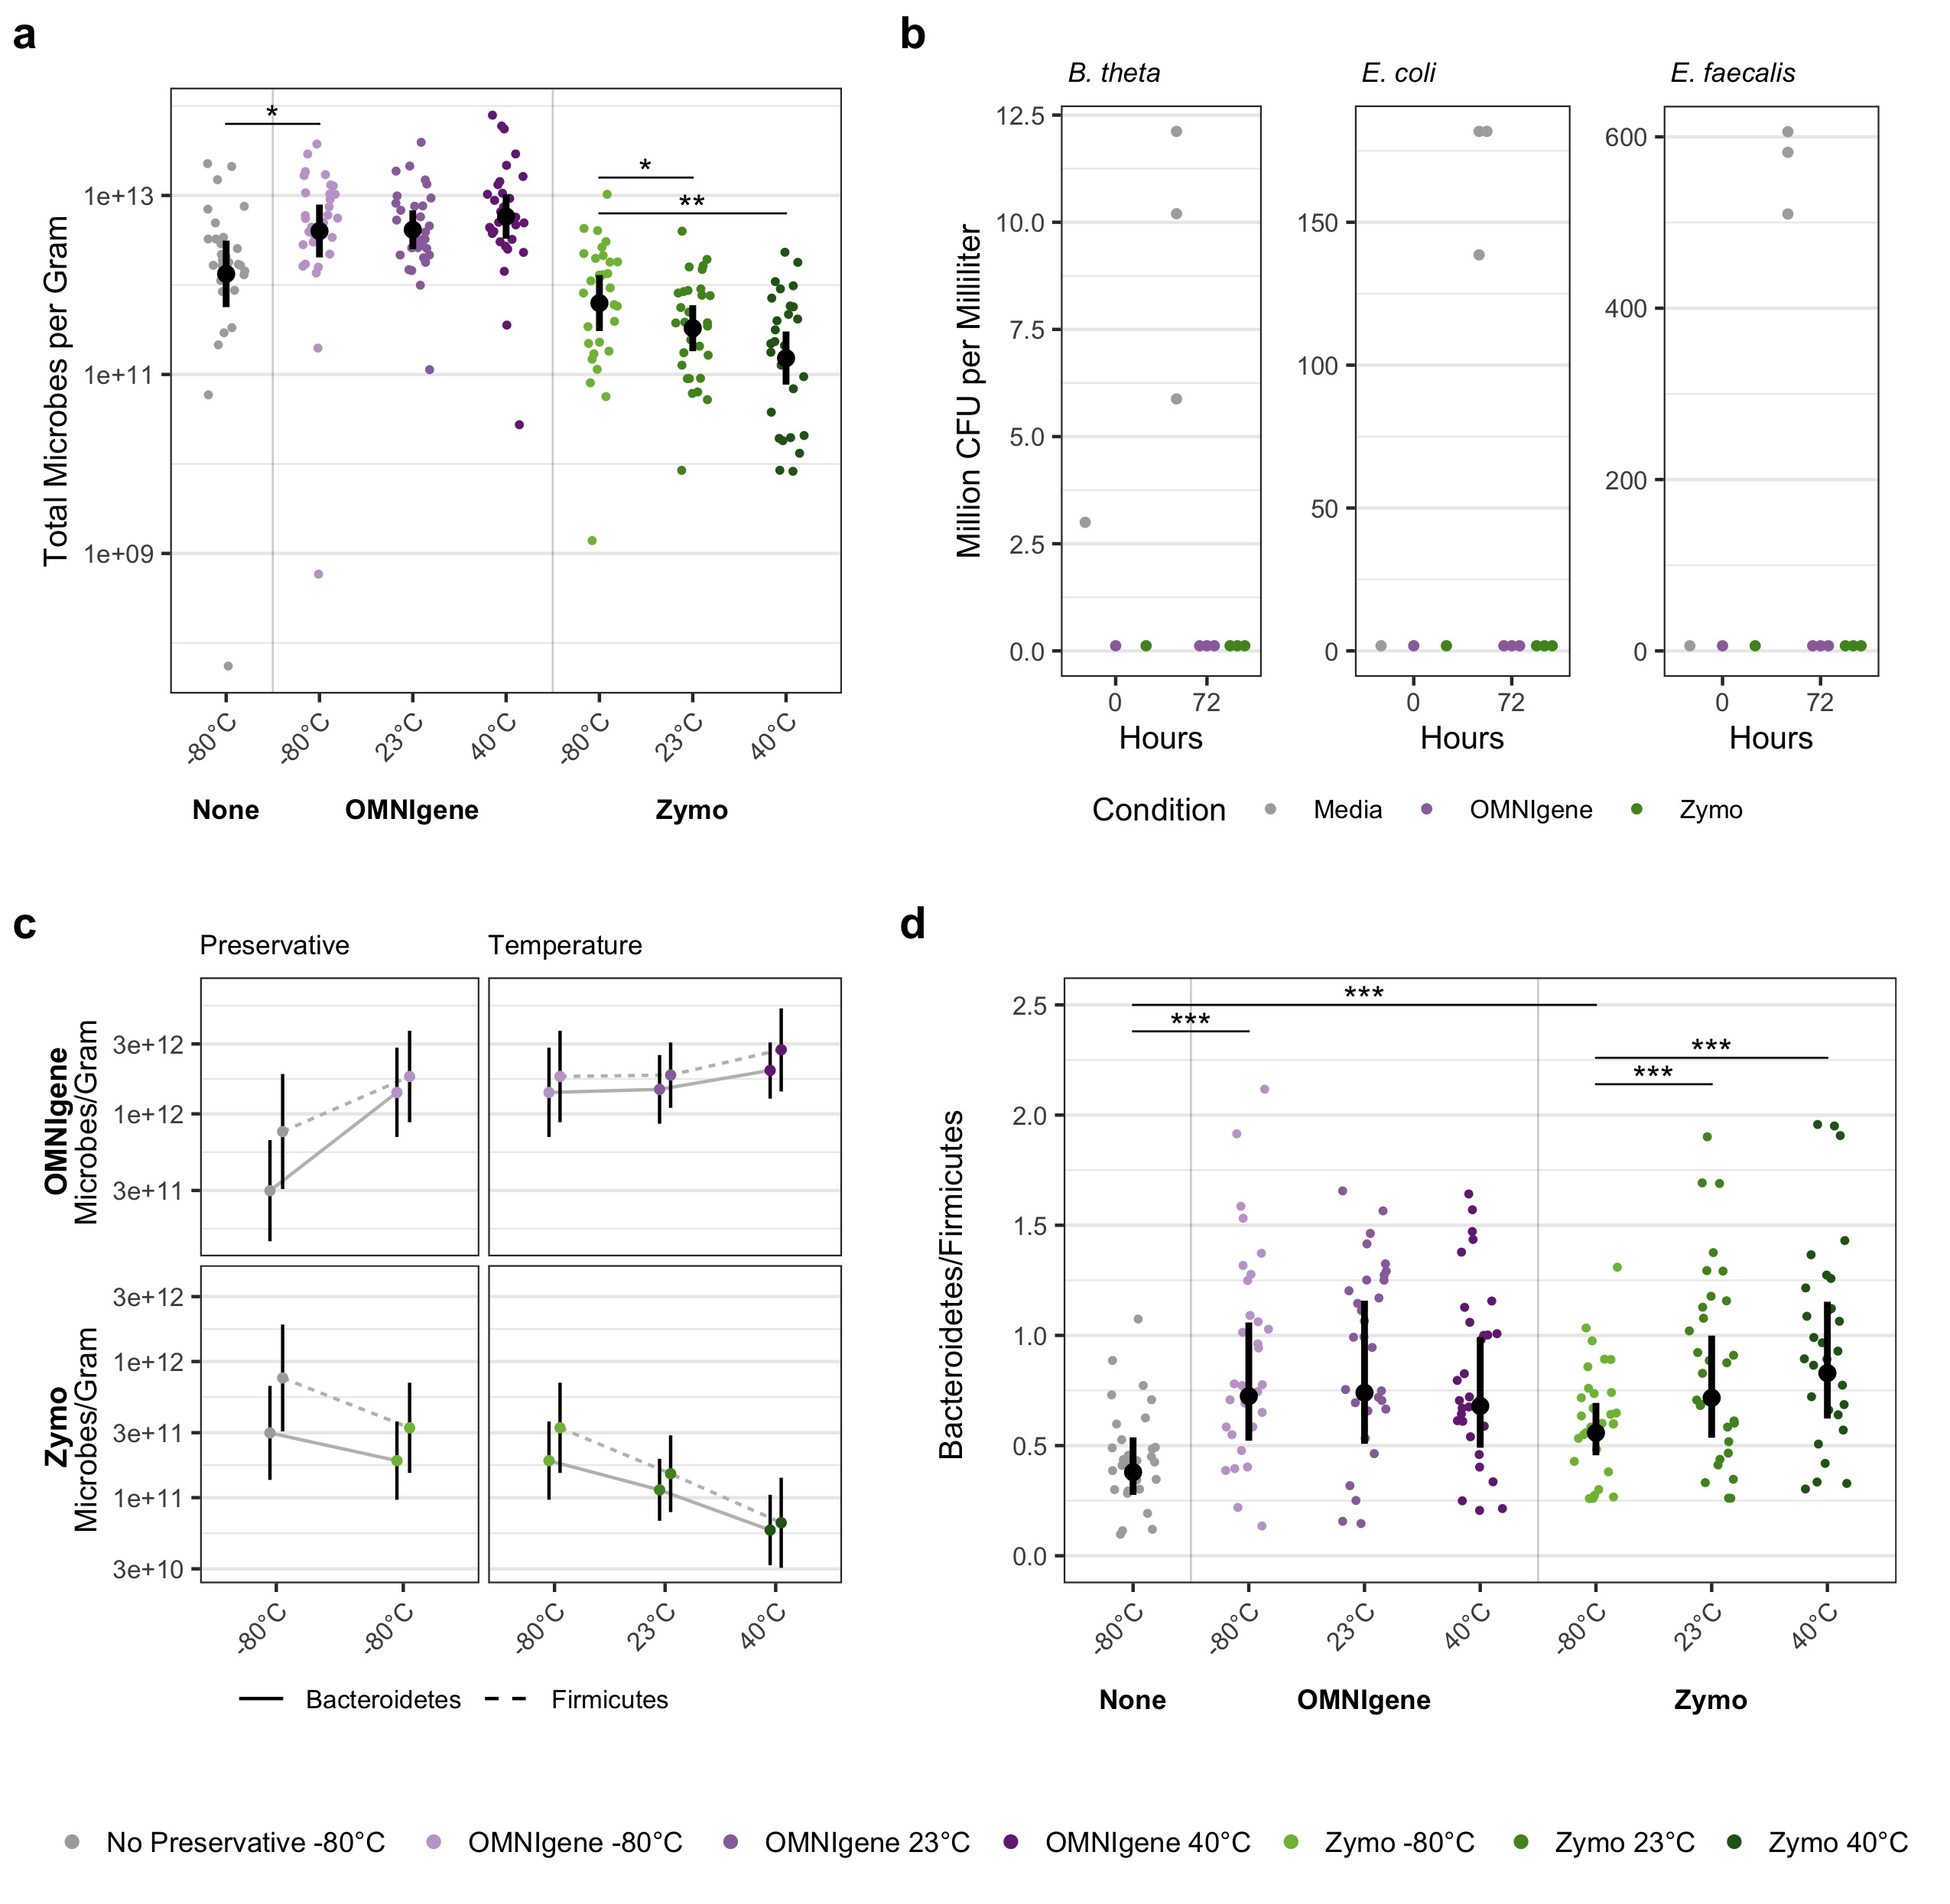 a
Total Microbes per Gram
1e+13
1e+11
1e+09
*
*
**
-80°C
-80°C
23°C
40°C
-80°C
23°C
40°C
None
OMNIgene
Zymo
b
B. theta
E. coli
E. faecalis
Million CFU per Milliliter
12.5
10.0
7.5
5.0
2.5
0.0
150
100
50
0
600
400
200
0
0
72
0
72
0
72
Hours
Hours
Hours
Condition
Media
OMNIgene
Zymo
c
Preservative
Temperature
OMNIgene
Microbes/Gram
3e+12
1e+12
3e+11
Zymo
Microbes/Gram
3e+12
1e+12
3e+11
1e+11
3e+10
-80°C
-80°C
-80°C
23°C
40°C
Bacteroidetes
Firmicutes
d
Bacteroidetes/Firmicutes
2.5
2.0
1.5
1.0
0.5
0.0
***
***
***
***
-80°C
-80°C
23°C
40°C
-80°C
23°C
40°C
None
OMNIgene
Zymo
No Preservative -80°C
OMNIgene -80°C
OMNIgene 23°C
OMNIgene 40°C
Zymo -80°C
Zymo 23°C
Zymo 40°C